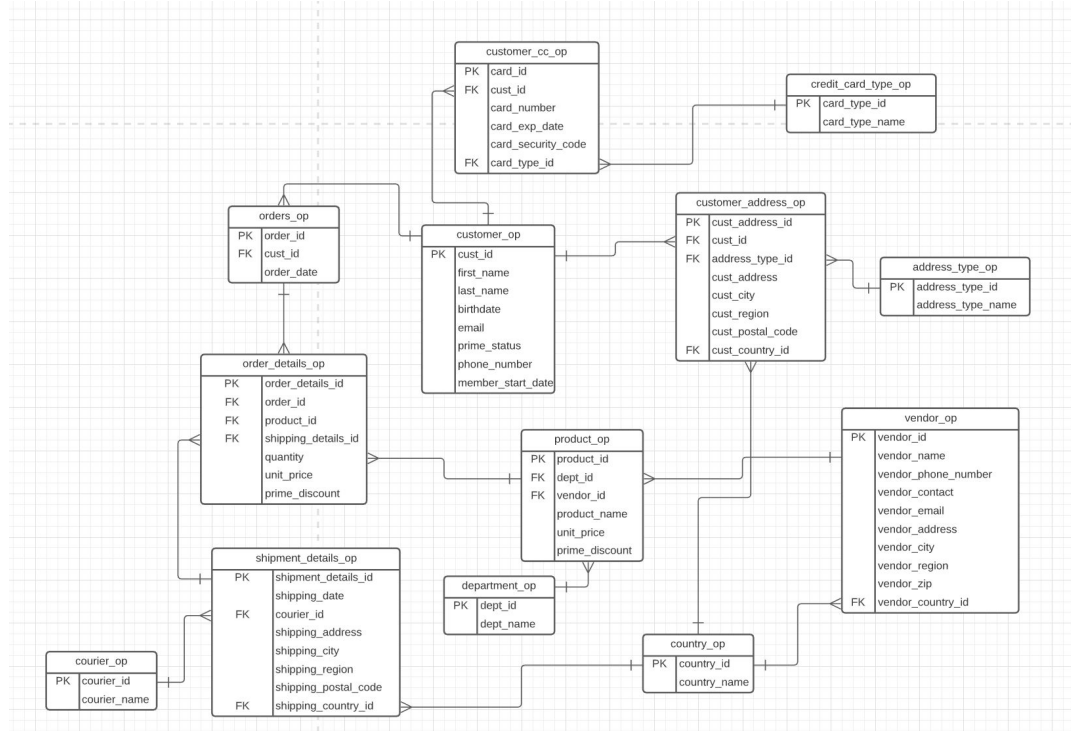 customer_cc_op
PK card_id
FK cust_id
card_number
card_exp_date
card_security_code
FK card_type_id
credit_card_type_op
PK card_type_id
card_type_name
orders_op
PK order_id
FK cust_id
order_date
customer_op
PK cust_id
first_name
last_name
birthdate
email
prime_status
phone_number
member_start_date
customer_address_op
PK cust_address_id
FK cust_id
FK address_type_id
cust_address
cust_city
cust_region
cust_postal_code
FK cust_country_id
address_type_op
PK address_type_id
address_type_name
order_details_op
PK order_details_id
FK order_id
FK product_id
FK shipping_details_id
quantity
unit_price
prime_discount
product_op
PK product_id
FK dept_id
FK vendor_id
product_name
unit_price
prime_discount
vendor_op
PK vendor_id
vendor_name
vendor_phone_number
vendor_contact
vendor_email
vendor_address
vendor_city
vendor_region
vendor_zip
FK vendor_country_id
shipment_details_op
PK shipment_details_id
shipping_date
FK courier_id
shipping_address
shipping_city
shipping_region
shipping_postal_code
FK shipping_country_id
department_op
PK dept_id
dept_name
country_op
PK country_id
country_name
courier_op
PK courier_id
courier_name